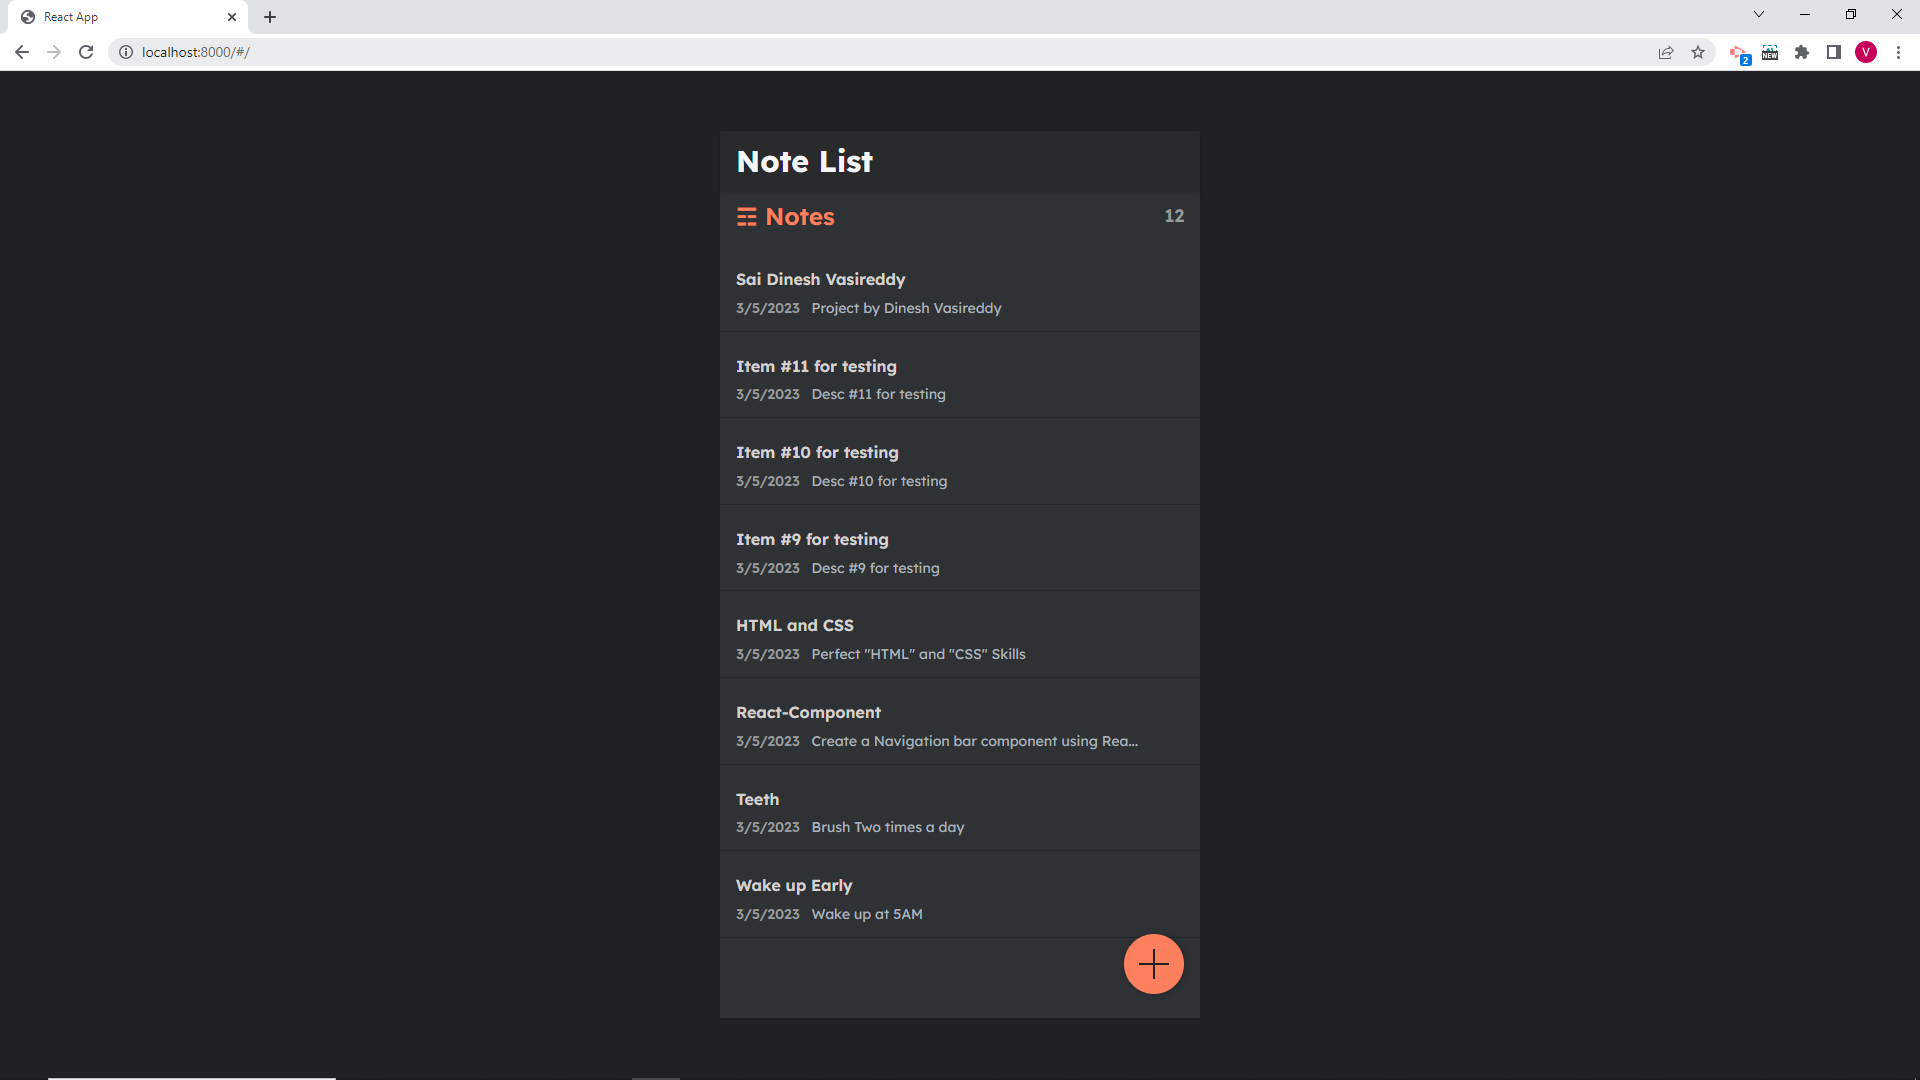 React App
localhost:8000/#/
2
NEW
V
Note List
Notes
12
Sai Dinesh Vasireddy
3/5/2023 Project by Dinesh Vasireddy
Item #11 for testing
3/5/2023 Desc #11 for testing
Item #10 for testing
3/5/2023 Desc #10 for testing
Item #9 for testing
3/5/2023 Desc #9 for testing
HTML and CSS
3/5/2023 Perfect "HTML" and "CSS" Skills
React-Component
3/5/2023 Create a Navigation bar component using Rea...
Teeth
3/5/2023 Brush Two times a day
Wake up Early
3/5/2023 Wake up at 5AM